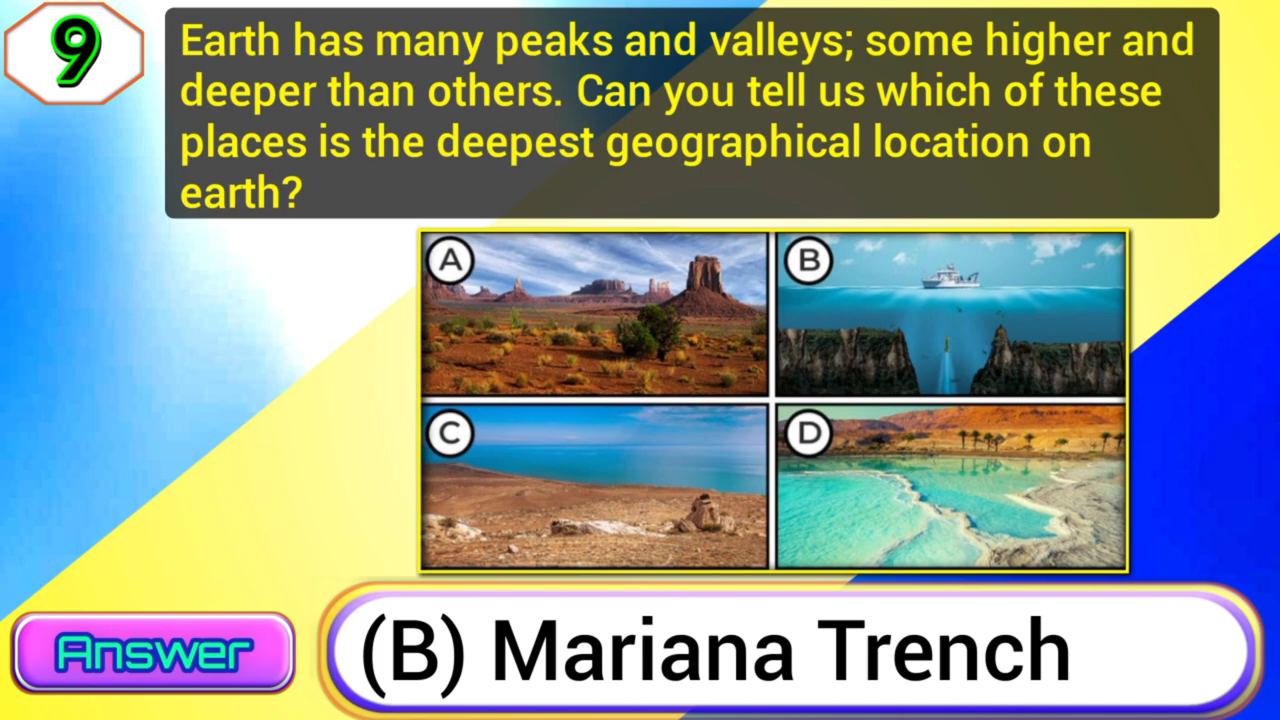 9
Earth has many peaks and valleys; some higher and
deeper than others. Can you tell us which of these
places is the deepest geographical location on
earth?
A
B
C
D
Answer
(B) Mariana Trench